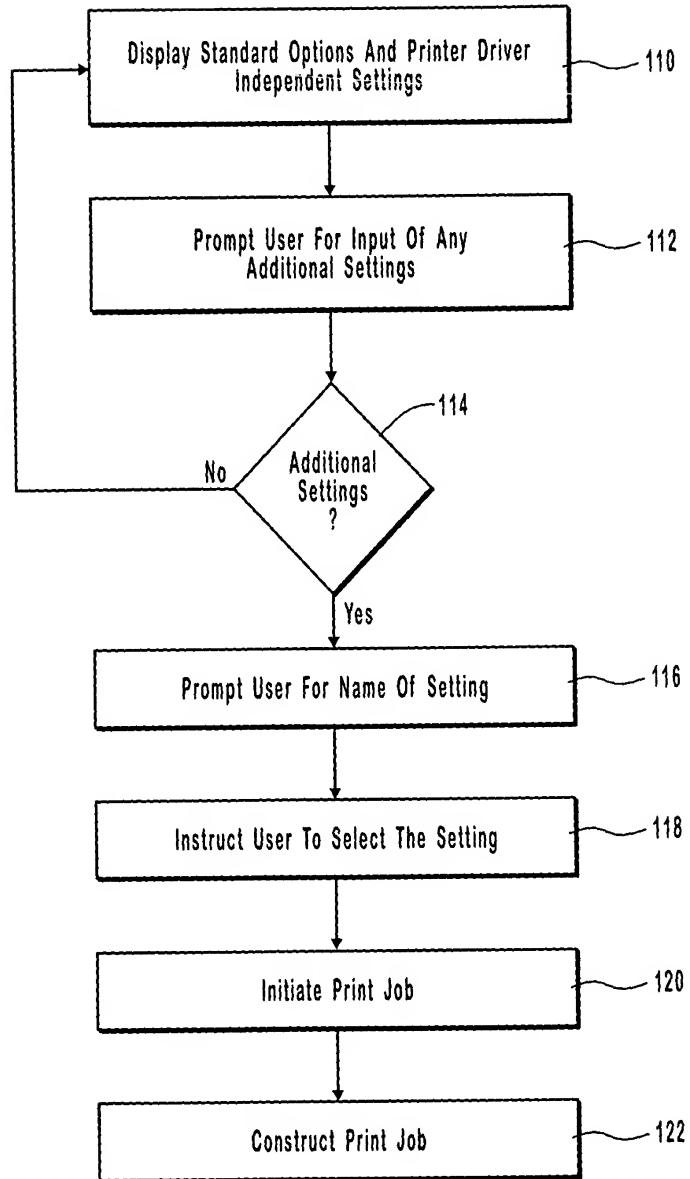 Display Standard Options And Printer Driver
Independent Settings
110
Prompt User For Input Of Any
Additional Settings
112
114
Additional
Settings
?
No
Yes
Prompt User For Name Of Setting
116
Instruct User To Select The Setting
118
Initiate Print Job
120
Construct Print Job
122